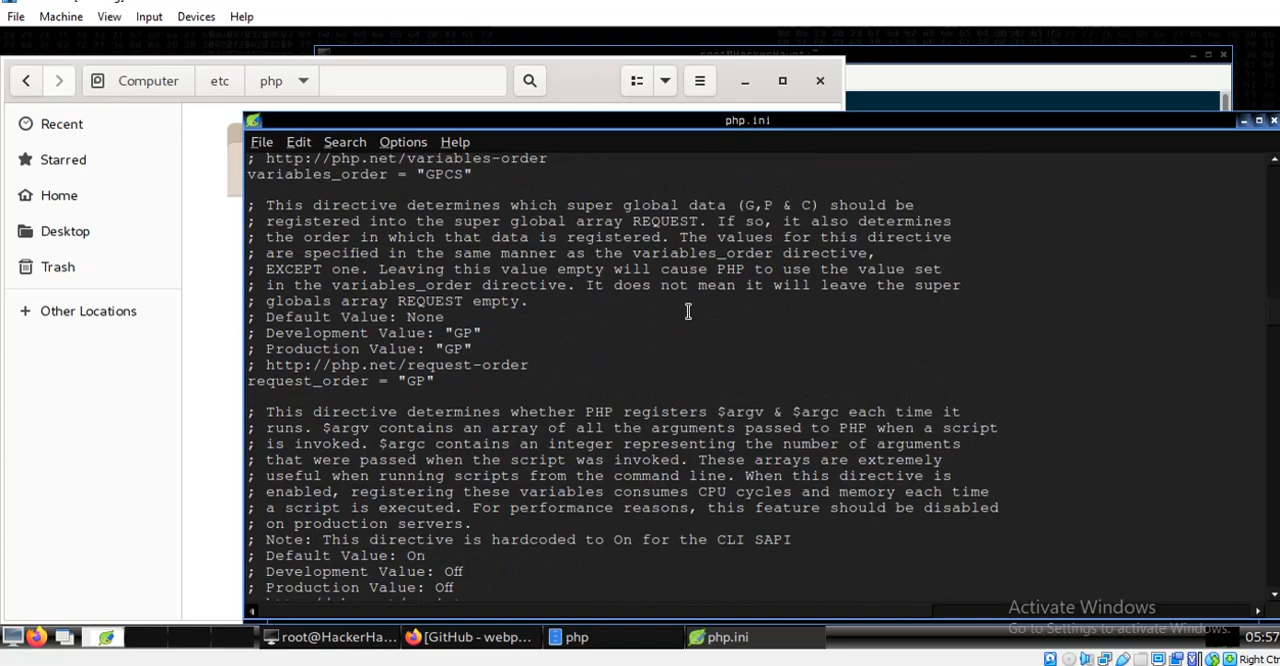 File Machine View Input Devices Help
root@HackerHaunt:~
Computer etc php
php.ini
Recent
Starred
Home
Desktop
Trash
+ Other Locations
File Edit Search Options Help
; http://php.net/variables-order
variables_order = "GPCS"
; This directive determines which super global data (G,P & C) should be
; registered into the super global array REQUEST. If so, it also determines
; the order in which that data is registered. The values for this directive
; are specified in the same manner as the variables_order directive,
; EXCEPT one. Leaving this value empty will cause PHP to use the value set
; in the variables_order directive. It does not mean it will leave the super
; globals array REQUEST empty.
; Default Value: None
; Development Value: "GP"
; Production Value: "GP"
; http://php.net/request-order
request_order = "GP"
; This directive determines whether PHP registers $argv & $argc each time it
; runs. $argv contains an array of all the arguments passed to PHP when a script
; is invoked. $argc contains an integer representing the number of arguments
; that were passed when the script was invoked. These arrays are extremely
; useful when running scripts from the command line. When this directive is
; enabled, registering these variables consumes CPU cycles and memory each time
; a script is executed. For performance reasons, this feature should be disabled
; on production servers.
; Note: This directive is hardcoded to On for the CLI SAPI
; Default Value: On
; Development Value: Off
; Production Value: Off
Activate Windows
Go to Settings to activate Windows.
root@HackerHa... [GitHub - webp... php php.ini 05:57
Right Ctr